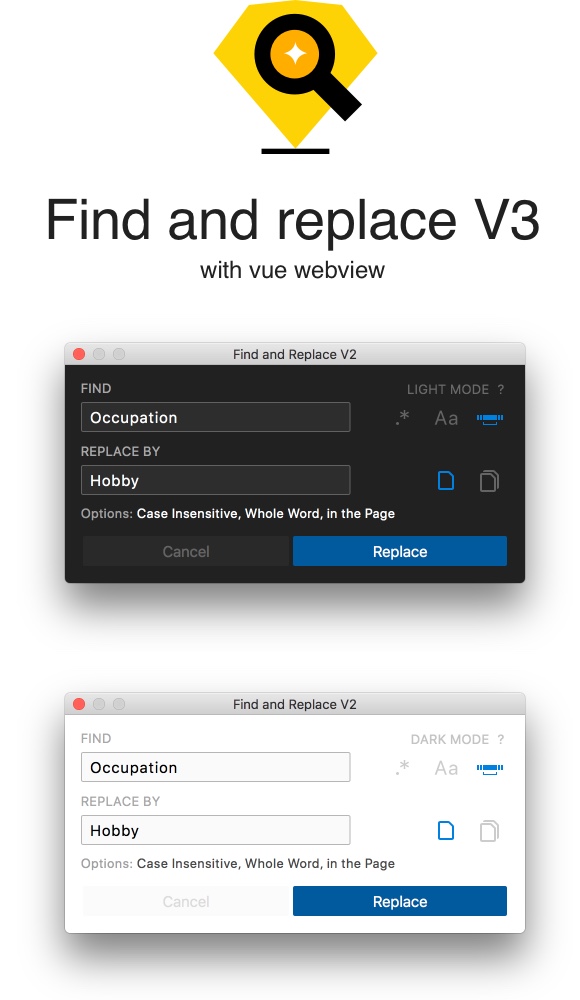 Find and replace V3
with vue webview
Find and Replace V2
FIND
LIGHT MODE ?
Occupation
.* Aa
REPLACE BY
Hobby
Options: Case Insensitive, Whole Word, in the Page
Cancel Replace
Find and Replace V2
FIND
DARK MODE ?
Occupation
.* Aa
REPLACE BY
Hobby
Options: Case Insensitive, Whole Word, in the Page
Cancel Replace